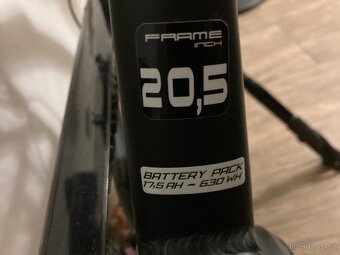 FRAME
INCH
20,5
BATTERY PACK
17,5 AH - 630 WH